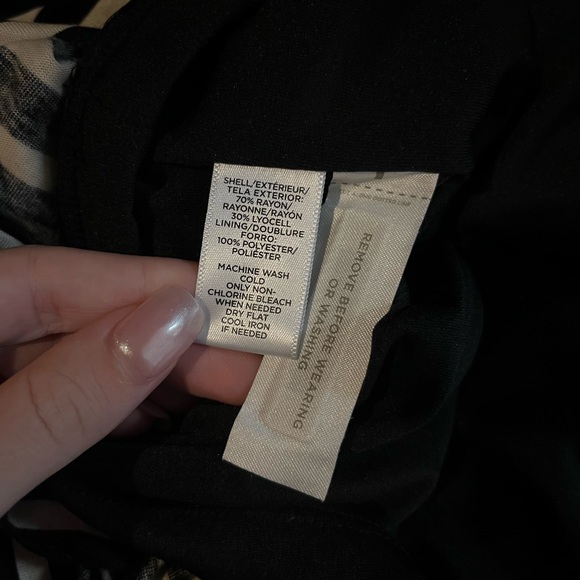 SHELL/EXTÉRIEUR/
TELA EXTERIOR:
70% RAYON/
RAYONNE/RAYON
30% LYOCELL
LINING/DOUBLURE
FORRO:
100% POLYESTER/
POLIÉSTER
MACHINE WASH
COLD
ONLY NON-
CHLORINE BLEACH
WHEN NEEDED
DRY FLAT
COOL IRON
IF NEEDED
REMOVE BEFORE WEARING
OR WASHING